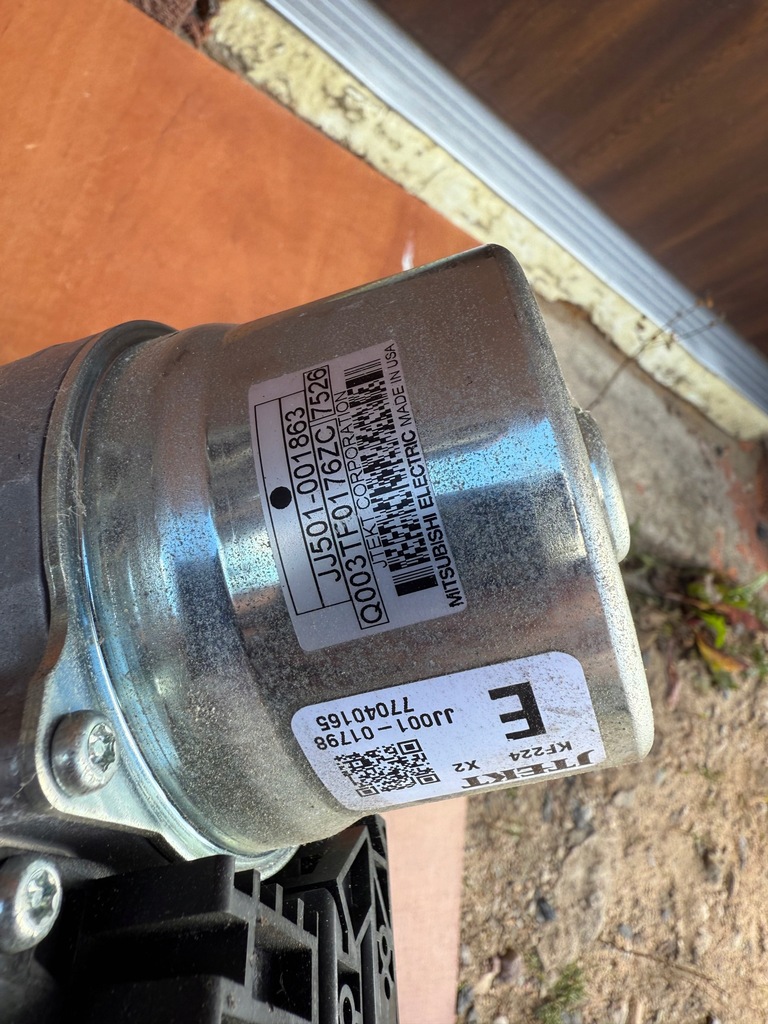 JJ501-001863
Q003TF0176ZC 7526
JTEKT CORPORATION
MITSUBISHI ELECTRIC MADE IN USA
JTEKT
KF224 X2
E
JJ001-01798
77040165